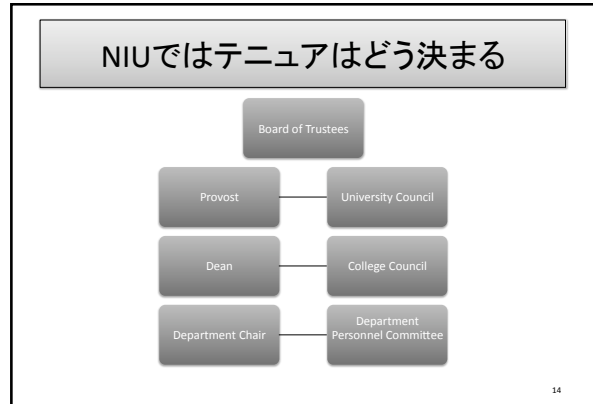 NIUではテニュアはどう決まる
Board of Trustees
Provost
University Council
Dean
College Council
Department Chair
Department
Personnel Committee
14